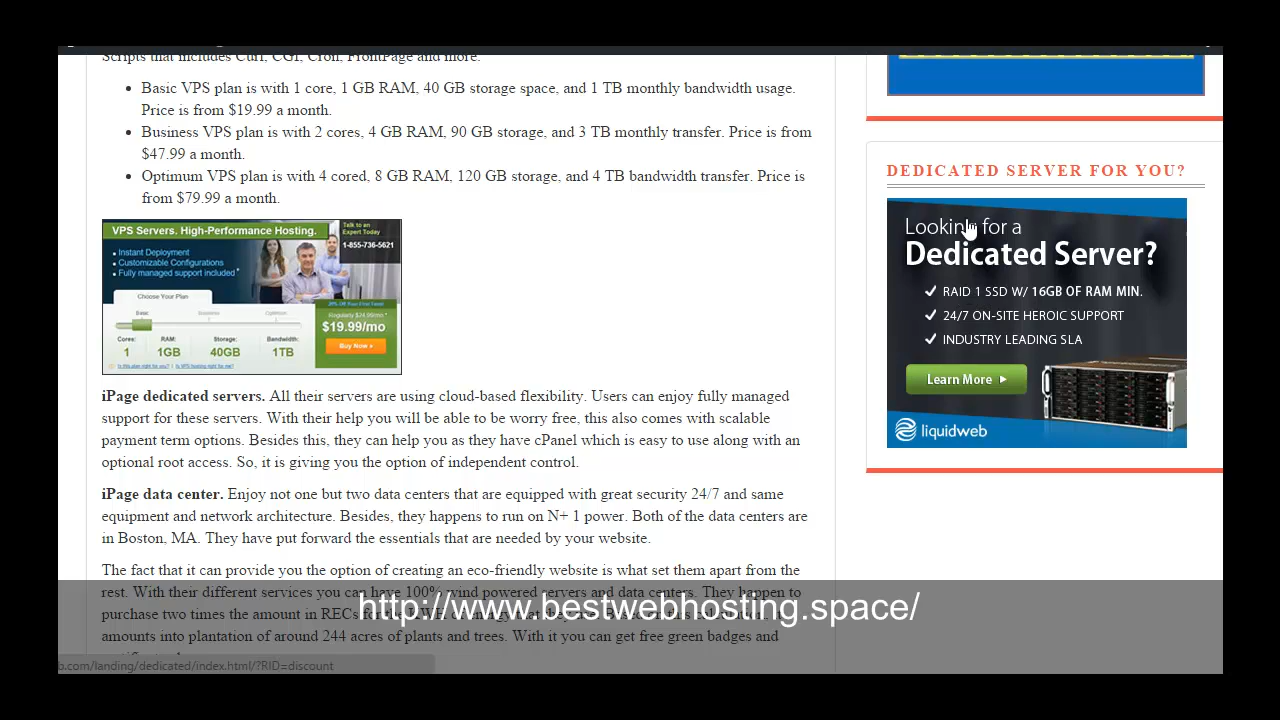 Scripts that includes Curl, CGI, Cron, FrontPage and more.
Basic VPS plan is with 1 core, 1 GB RAM, 40 GB storage space, and 1 TB monthly bandwidth usage.
Price is from $19.99 a month.
Business VPS plan is with 2 cores, 4 GB RAM, 90 GB storage, and 3 TB monthly transfer. Price is from
$47.99 a month.
Optimum VPS plan is with 4 cored, 8 GB RAM, 120 GB storage, and 4 TB bandwidth transfer. Price is
from $79.99 a month.
VPS Servers. High-Performance Hosting.
Talk to an
Expert Today
1-855-736-5621
Instant Deployment
Customizable Configurations
Fully managed support included*
Choose Your Plan
Basic Business Optimum
Cores: RAM: Storage: Bandwidth:
1 1GB 40GB 1TB
Is this plan right for me? Is VPS hosting right for me?
Regularly $24.99/mo*
$19.99/mo
Buy Now »
iPage dedicated servers. All their servers are using cloud-based flexibility. Users can enjoy fully managed
support for these servers. With their help you will be able to be worry free, this also comes with scalable
payment term options. Besides this, they can help you as they have cPanel which is easy to use along with an
optional root access. So, it is giving you the option of independent control.
iPage data center. Enjoy not one but two data centers that are equipped with great security 24/7 and same
equipment and network architecture. Besides, they happens to run on N+ 1 power. Both of the data centers are
in Boston, MA. They have put forward the essentials that are needed by your website.
The fact that it can provide you the option of creating an eco-friendly website is what set them apart from the
rest. With their different services you can have 100% wind powered servers and data centers. They happen to
purchase two times the amount in RECs
amounts into plantation of around 244 acres of plants and trees. With it you can get free green badges and
http://www.bestwebhosting.space/
b.com/landing/dedicated/index.html/?RID=discount
DEDICATED SERVER FOR YOU?
Looking for a
Dedicated Server?
RAID 1 SSD W/ 16GB OF RAM MIN.
24/7 ON-SITE HEROIC SUPPORT
INDUSTRY LEADING SLA
Learn More
liquidweb